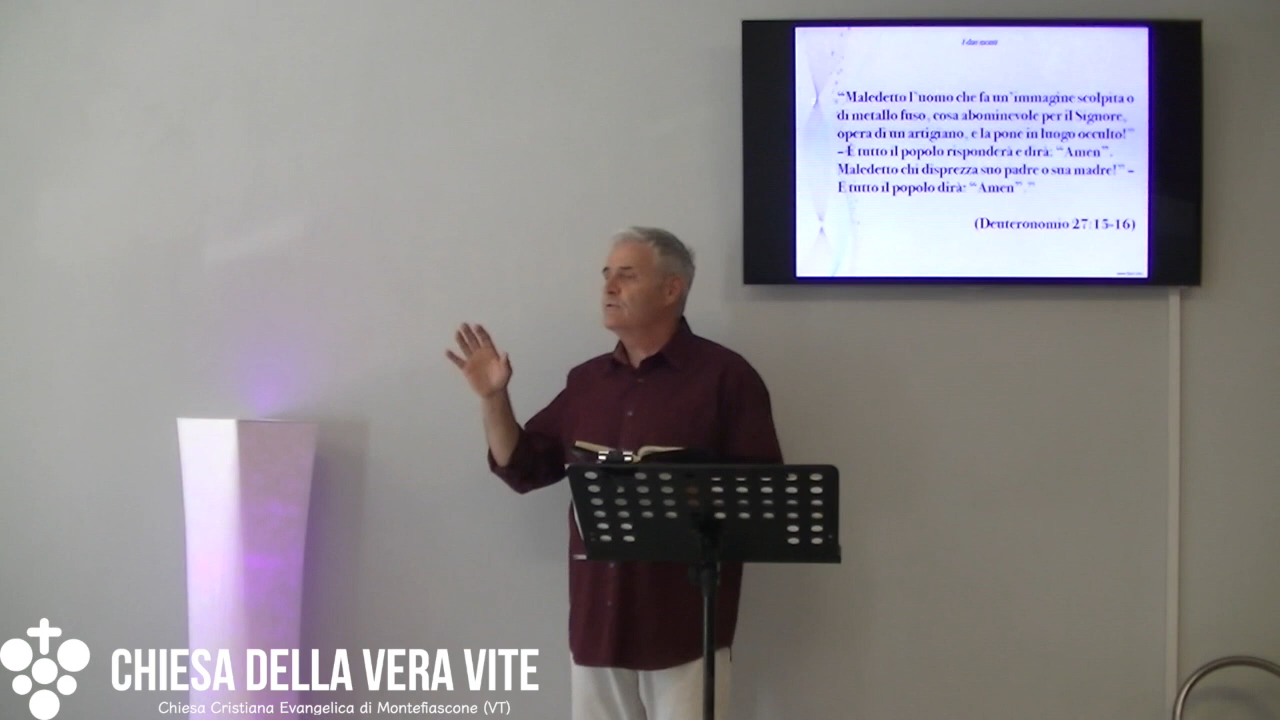 I due monti
“Maledetto l’uomo che fa un’immagine scolpita o
di metallo fuso, cosa abominevole per il Signore,
opera di un artigiano, e la pone in luogo occulto!”
– E tutto il popolo risponderà e dirà: “Amen”.
Maledetto chi disprezza suo padre o sua madre!” –
E tutto il popolo dirà: “Amen”.”
(Deuteronomio 27:15-16)
CHIESA DELLA VERA VITE
Chiesa Cristiana Evangelica di Montefiascone (VT)